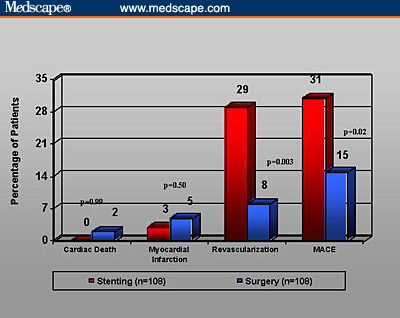 Medscape® www.medscape.com
35
28
21
14
7
0
Percentage of Patients
p=0.99
0
2
p=0.50
3
5
29
p=0.003
8
31
p=0.02
15
Cardiac Death
Myocardial
Infarction
Revascularization
MACE
Stenting (n=108)
Surgery (n=108)